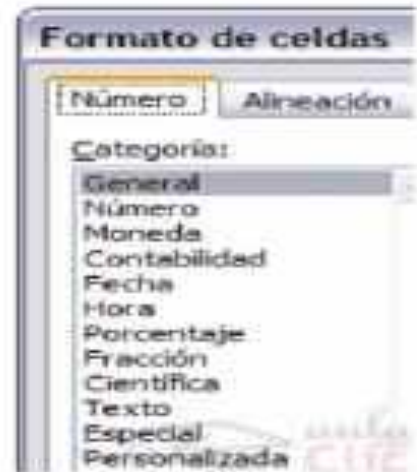 Formato de celdas
Número Alineación
Categoría:
General
Número
Moneda
Contabilidad
Fecha
Hora
Porcentaje
Fracción
Científica
Texto
Especial
Personalizada